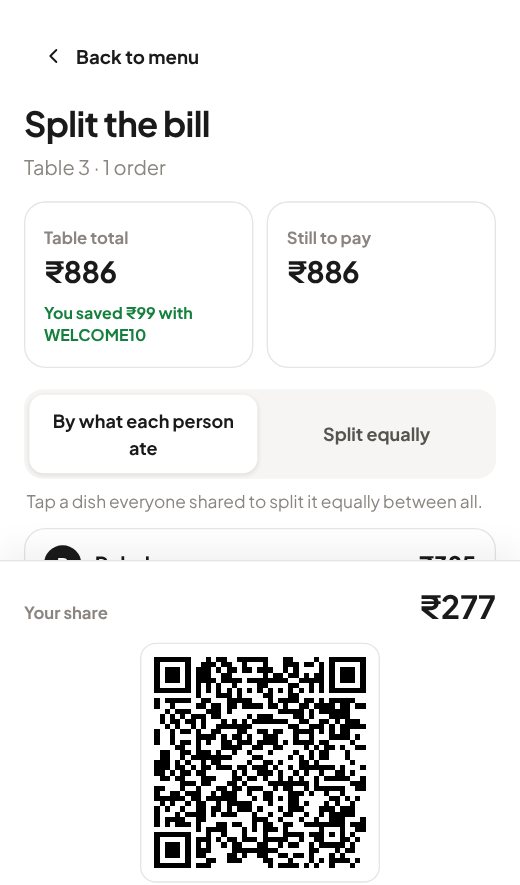 Back to menu
Split the bill
Table 3 · 1 order
Table total
₹886
You saved ₹99 with
WELCOME10
Still to pay
₹886
By what each person
ate
Split equally
Tap a dish everyone shared to split it equally between all.
Your share
₹277